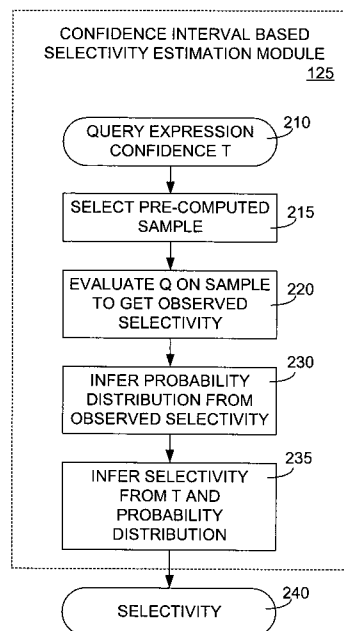 CONFIDENCE INTERVAL BASED
SELECTIVITY ESTIMATION MODULE
125
210
QUERY EXPRESSION
CONFIDENCE T
215
SELECT PRE-COMPUTED
SAMPLE
220
EVALUATE Q ON SAMPLE
TO GET OBSERVED
SELECTIVITY
230
INFER PROBABILITY
DISTRIBUTION FROM
OBSERVED SELECTIVITY
235
INFER SELECTIVITY
FROM T AND
PROBABILITY
DISTRIBUTION
240
SELECTIVITY